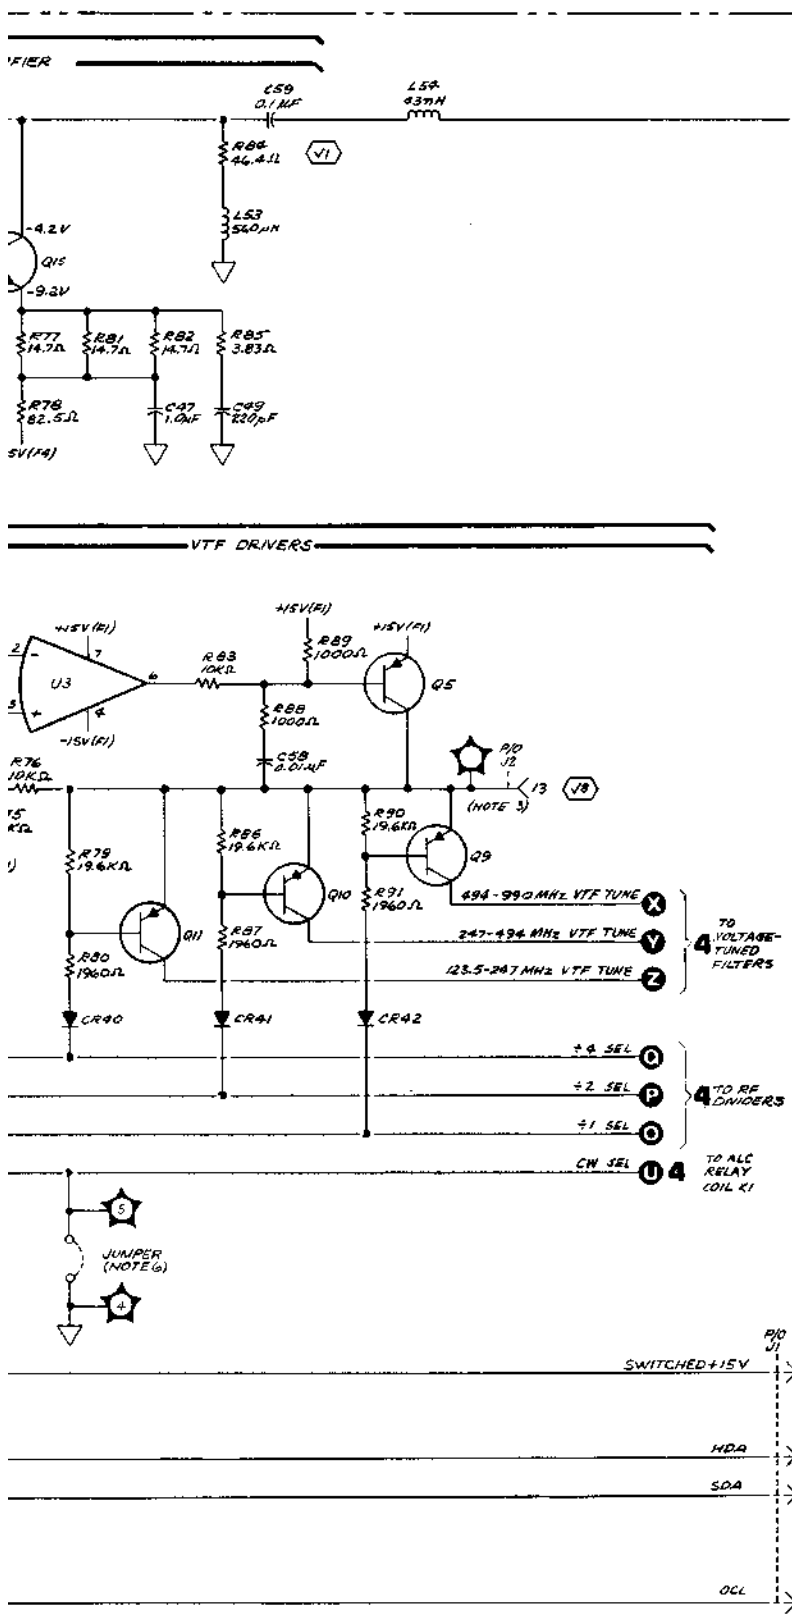 FIER
C59
0.1µF
L54
43nH
R84
46.4Ω
√1
L53
560µH
-4.2V
Q15
-9.2V
R77
14.7Ω
R81
14.7Ω
R82
14.7Ω
R85
3.83Ω
R78
82.5Ω
C47
1.0µF
C49
220pF
5V(F4)
VTF DRIVERS
+15V(F1)
+15V(F1)
+15V(F1)
2
-
7
U3
6
3
+
4
-15V(F1)
R83
10KΩ
R89
1000Ω
Q5
R88
1000Ω
C58
0.01µF
R76
10KΩ
P/O
J2
13
√8
(NOTE 3)
75
KΩ
R79
19.6KΩ
R86
19.6KΩ
R90
19.6KΩ
Q9
Q10
R91
1960Ω
Q11
R87
1960Ω
R80
1960Ω
494-990MHz VTF TUNE X
247-494 MHz VTF TUNE Y
123.5-247MHz VTF TUNE Z
4 TO
VOLTAGE-
TUNED
FILTERS
CR40
CR41
CR42
÷4 SEL Q
÷2 SEL P
÷1 SEL O
4 TO RF
DIVIDERS
CW SEL U 4
TO ALC
RELAY
COIL K1
5
JUMPER
(NOTE 6)
4
P/O
J1
SWITCHED+15V
HDA
SDA
OCL